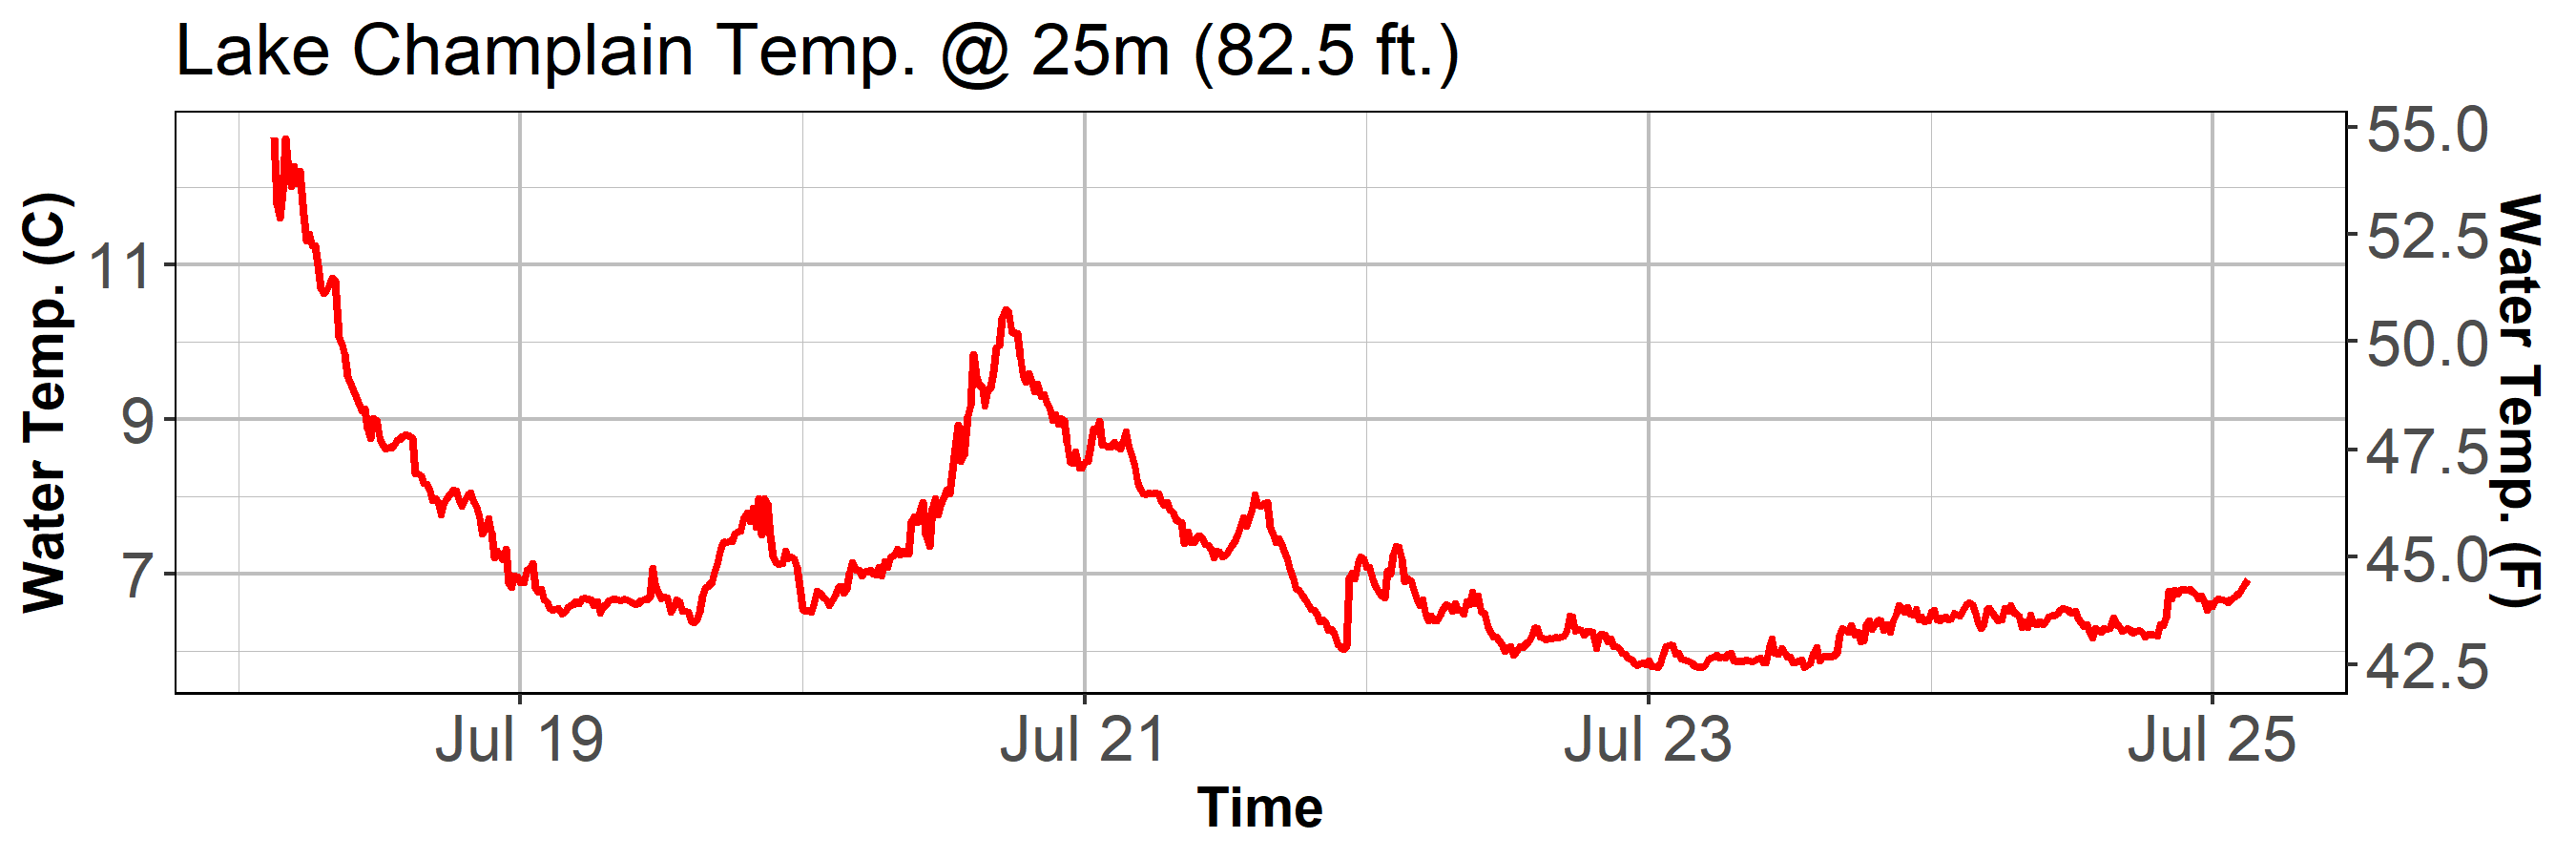 Lake Champlain Temp. @ 25m (82.5 ft.)
Water Temp. (C)
11
9
7
55.0
52.5
50.0
47.5
45.0
42.5
Water Temp. (F)
Jul 19
Jul 21
Jul 23
Jul 25
Time